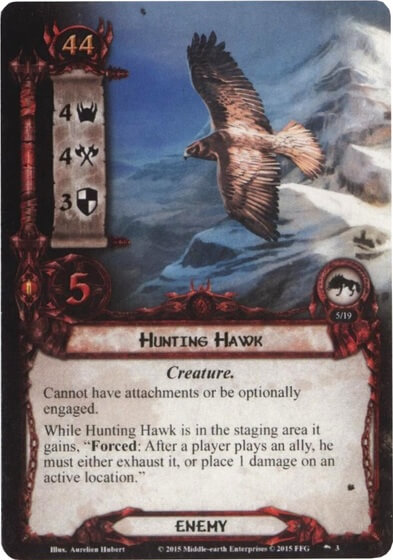 44
4
4
3
5
5/19
Hunting Hawk
Creature.
Cannot have attachments or be optionally
engaged.
While Hunting Hawk is in the staging area it
gains, “Forced: After a player plays an ally, he
must either exhaust it, or place 1 damage on an
active location.”
ENEMY
Illus. Aurelien Hubert
© 2015 Middle-earth Enterprises © 2015 FFG
3